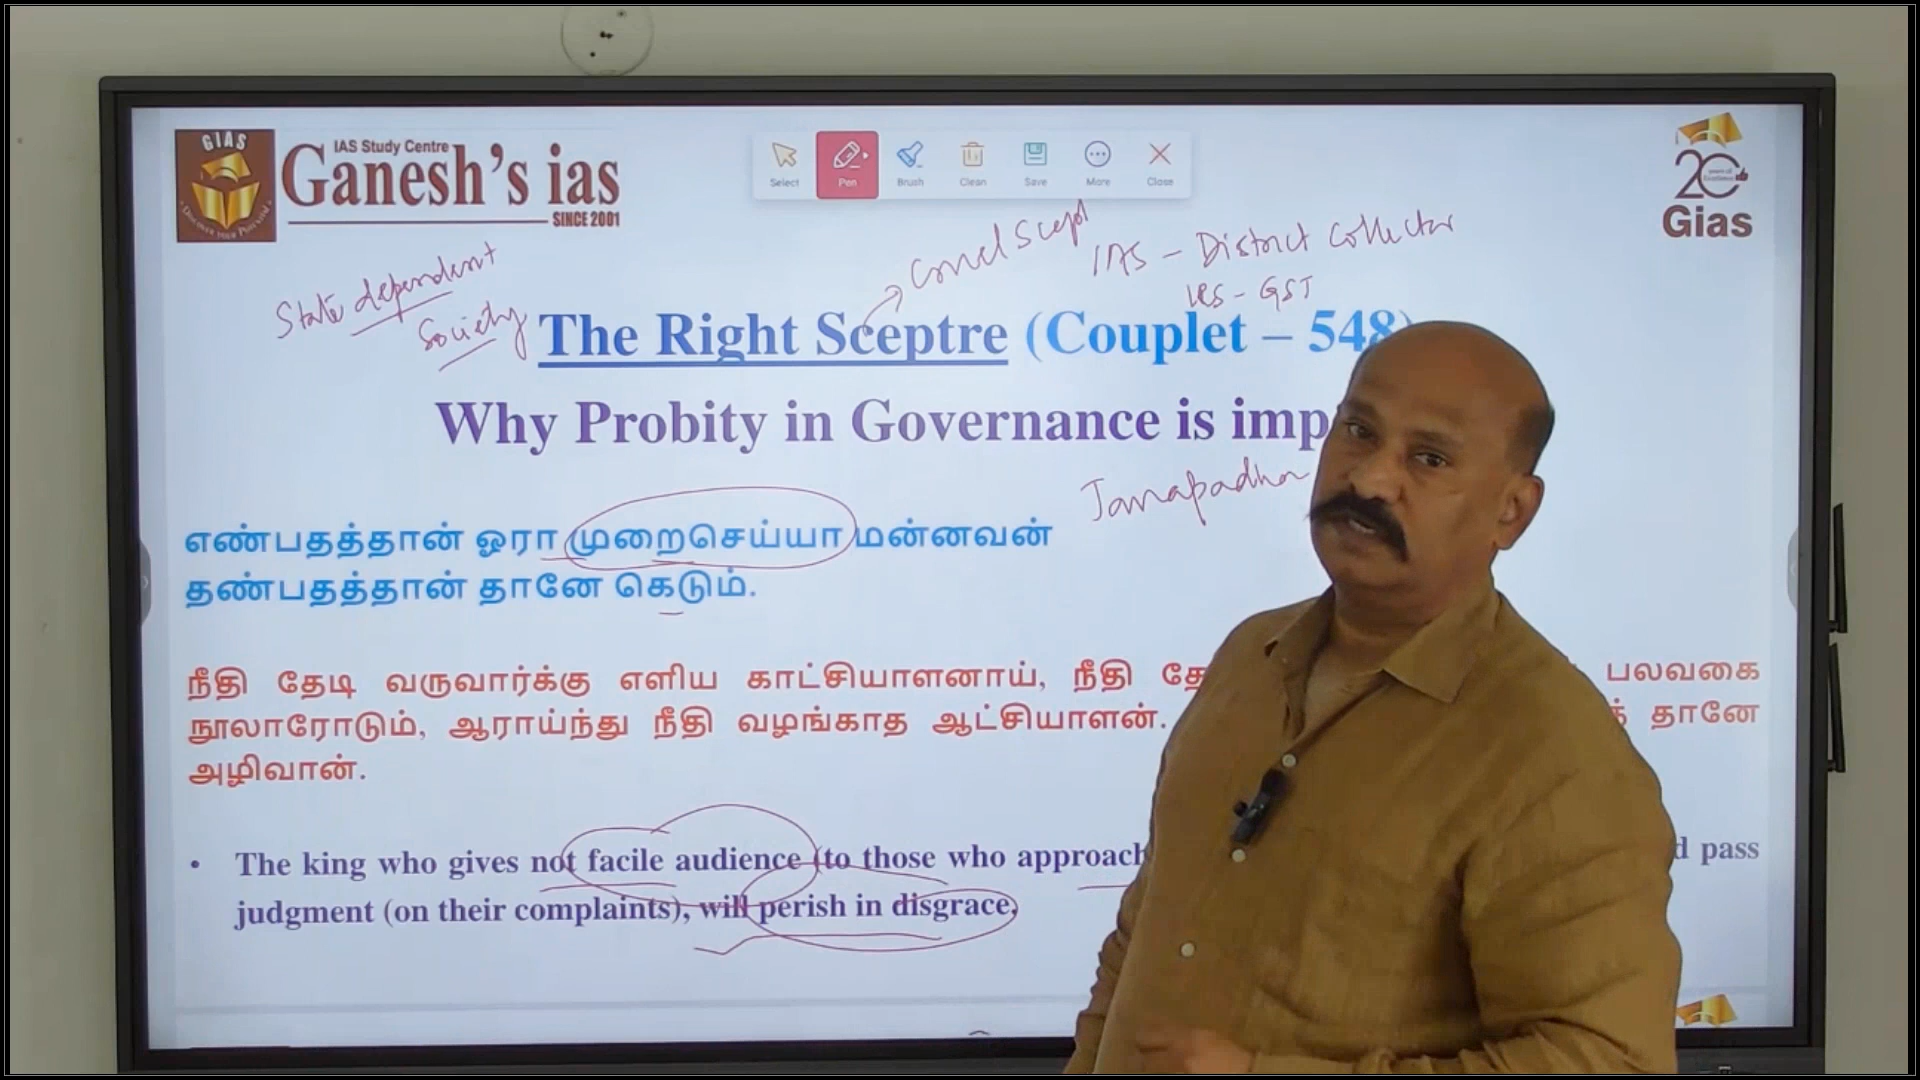 GIAS
IAS Study Centre
Ganesh's ias
SINCE 2001
Select
Pen
Brush
Clean
Save
More
Close
20
Gias
State dependent
Society
IAS - District Collector
GST
The Right Sceptre (Couplet – 548)
Why Probity in Governance is imp
எண்பதத்தான் ஓரா முறைசெய்யா மன்னவன்
தண்பதத்தான் தானே கெடும்.
நீதி தேடி வருவார்க்கு எளிய காட்சியாளனாய், நீதி தே பலவகை
நூலாரோடும், ஆராய்ந்து நீதி வழங்காத ஆட்சியாளன். க் தானே
அழிவான்.
• The king who gives not facile audience (to those who approach d pass
judgment (on their complaints), will perish in disgrace.